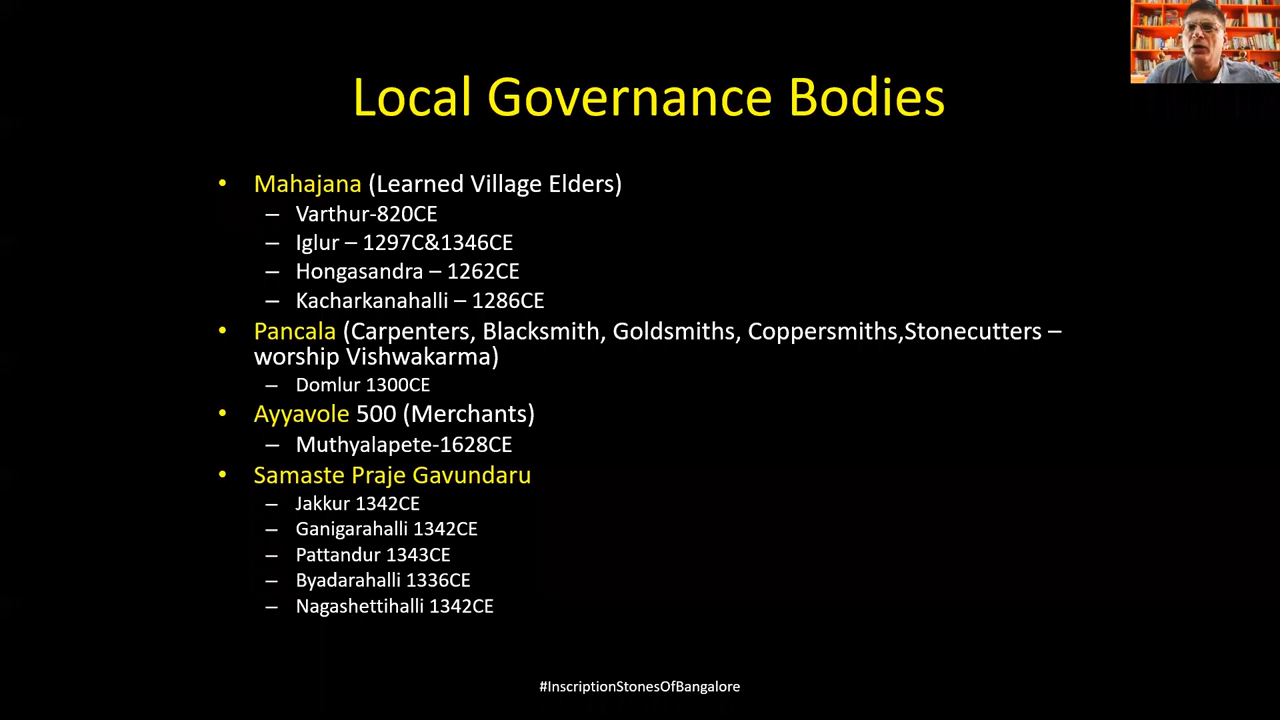 Local Governance Bodies
• Mahajana (Learned Village Elders)
– Varthur-820CE
– Iglur – 1297C&1346CE
– Hongasandra – 1262CE
– Kacharkanahalli – 1286CE
• Pancala (Carpenters, Blacksmith, Goldsmiths, Coppersmiths,Stonecutters –
worship Vishwakarma)
– Domlur 1300CE
• Ayyavole 500 (Merchants)
– Muthyalapete-1628CE
• Samaste Praje Gavundaru
– Jakkur 1342CE
– Ganigarahalli 1342CE
– Pattandur 1343CE
– Byadarahalli 1336CE
– Nagashettihalli 1342CE
#InscriptionStonesOfBangalore